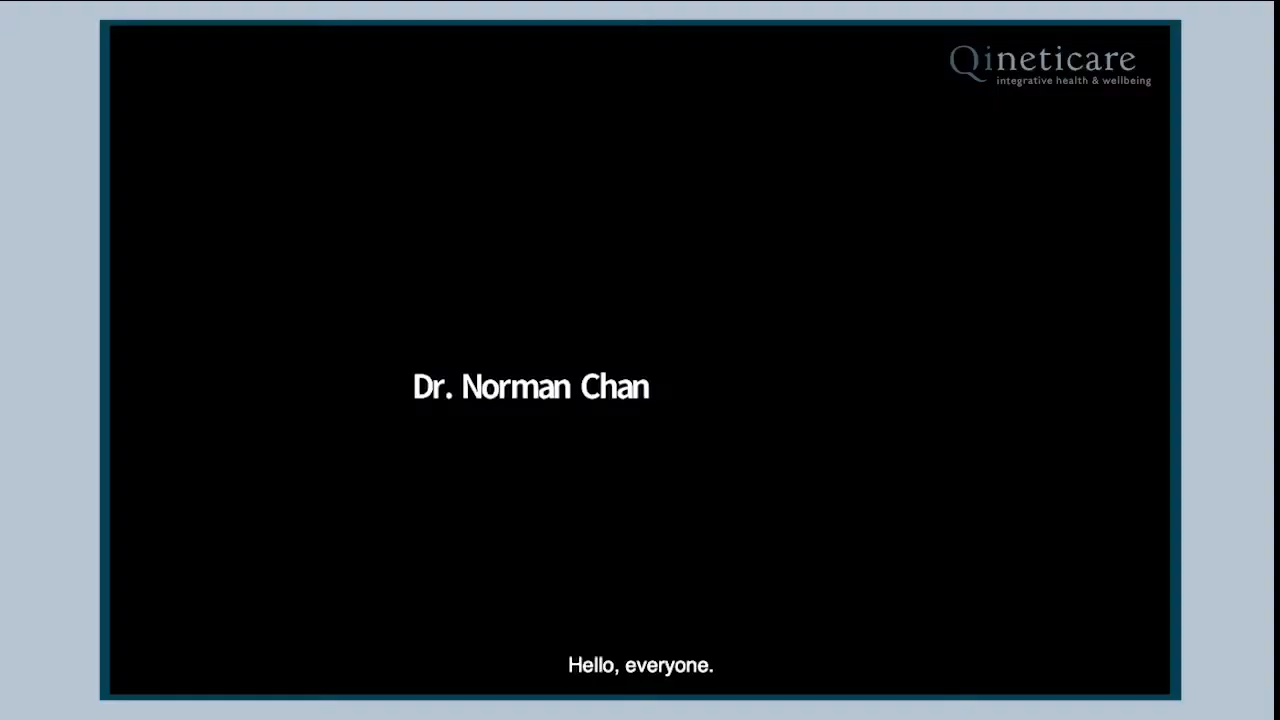 Qineticare
integrative health & wellbeing
Dr. Norman Chan
Hello, everyone.